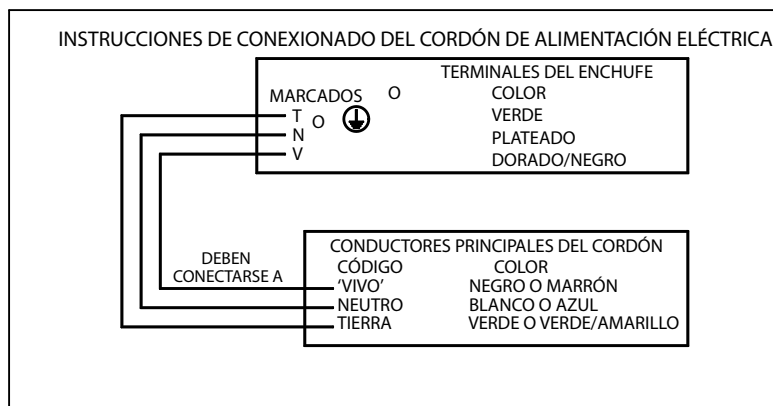 INSTRUCCIONES DE CONEXIONADO DEL CORDÓN DE ALIMENTACIÓN ELÉCTRICA
TERMINALES DEL ENCHUFE
MARCADOS O COLOR
T O VERDE
N PLATEADO
V DORADO/NEGRO
DEBEN
CONECTARSE A
CONDUCTORES PRINCIPALES DEL CORDÓN
CÓDIGO COLOR
‘VIVO’ NEGRO O MARRÓN
NEUTRO BLANCO O AZUL
TIERRA VERDE O VERDE/AMARILLO